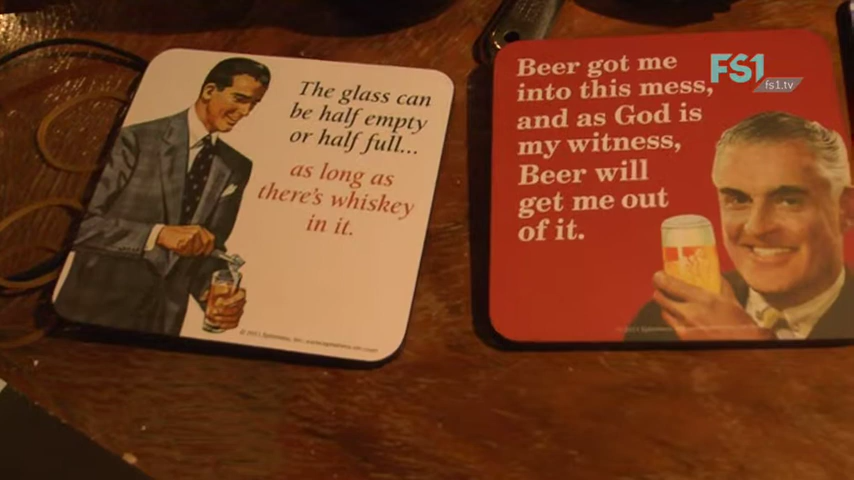 The glass can
be half empty
or half full...
as long as
there's whiskey
in it.
Beer got me
into this mess,
and as God is
my witness,
Beer will
get me out
of it.
FS1
fs1.tv